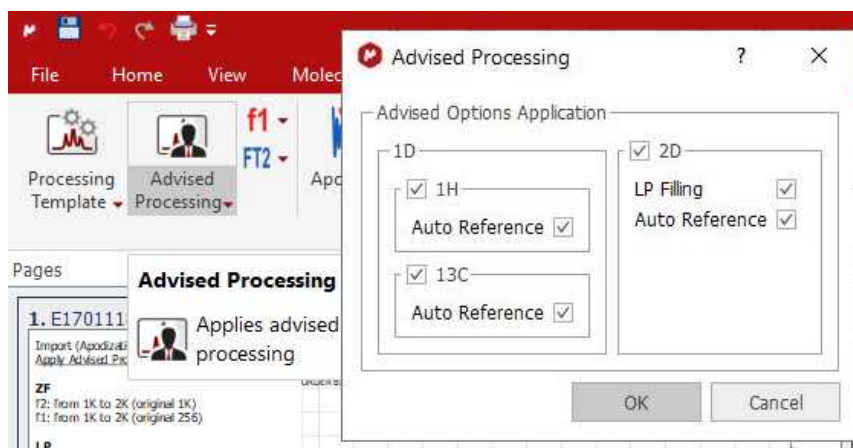 File Home View Molec
f1
FT2
Processing
Template
Advised
Processing
Apo
Pages
Advised Processing
Applies advised
processing
1. E170111
Import (Apodizati
Apply Advised Pro
ZF
f2: from 1K to 2K (original 1K)
f1: from 1K to 2K (original 256)
LP
Advised Processing
?
Advised Options Application
1D
1H
Auto Reference
13C
Auto Reference
2D
LP Filling
Auto Reference
OK Cancel